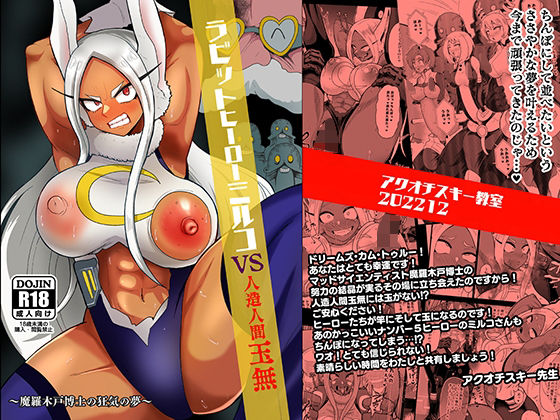 ラビットヒーローミルコ
VS
人造人間玉無
～魔羅木戸博士の狂気の夢～
DOJIN
R18
成人向け
18歳未満の
購入・閲覧禁止
ちんぽにして並べたいという
ささやかな夢を叶えるため
今まで頑張ってきたのじゃ…♥
アクオチスキー教室
202212
ドリームズ・カム・トゥルー！
あなたはとても幸運です！
マッドサイエンティスト魔羅木戸博士の
努力の結晶が実るその場に立ち会えたのですから！
人造人間玉無には玉がない!?
ご安心ください！
ヒーローたちが竿にそして玉になるのです！
あのかっこいいナンバー５ヒーローのミルコさんも
ちんぽになってしまう…!?
ワオ！とても信じられない！
素晴らしい時間をわたしと共有しましょう！
アクオチスキー先生